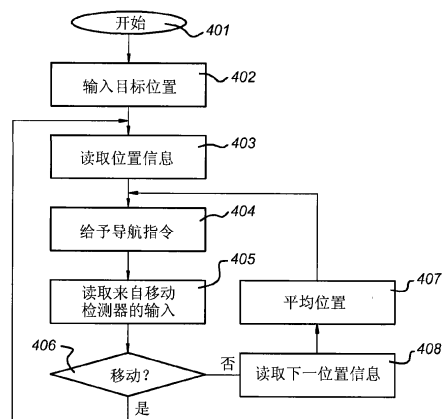 开始
401
输入目标位置
402
读取位置信息
403
给予导航指令
404
读取来自移动
检测器的输入
405
平均位置
407
406
移动?
否
读取下一位置信息
408
是